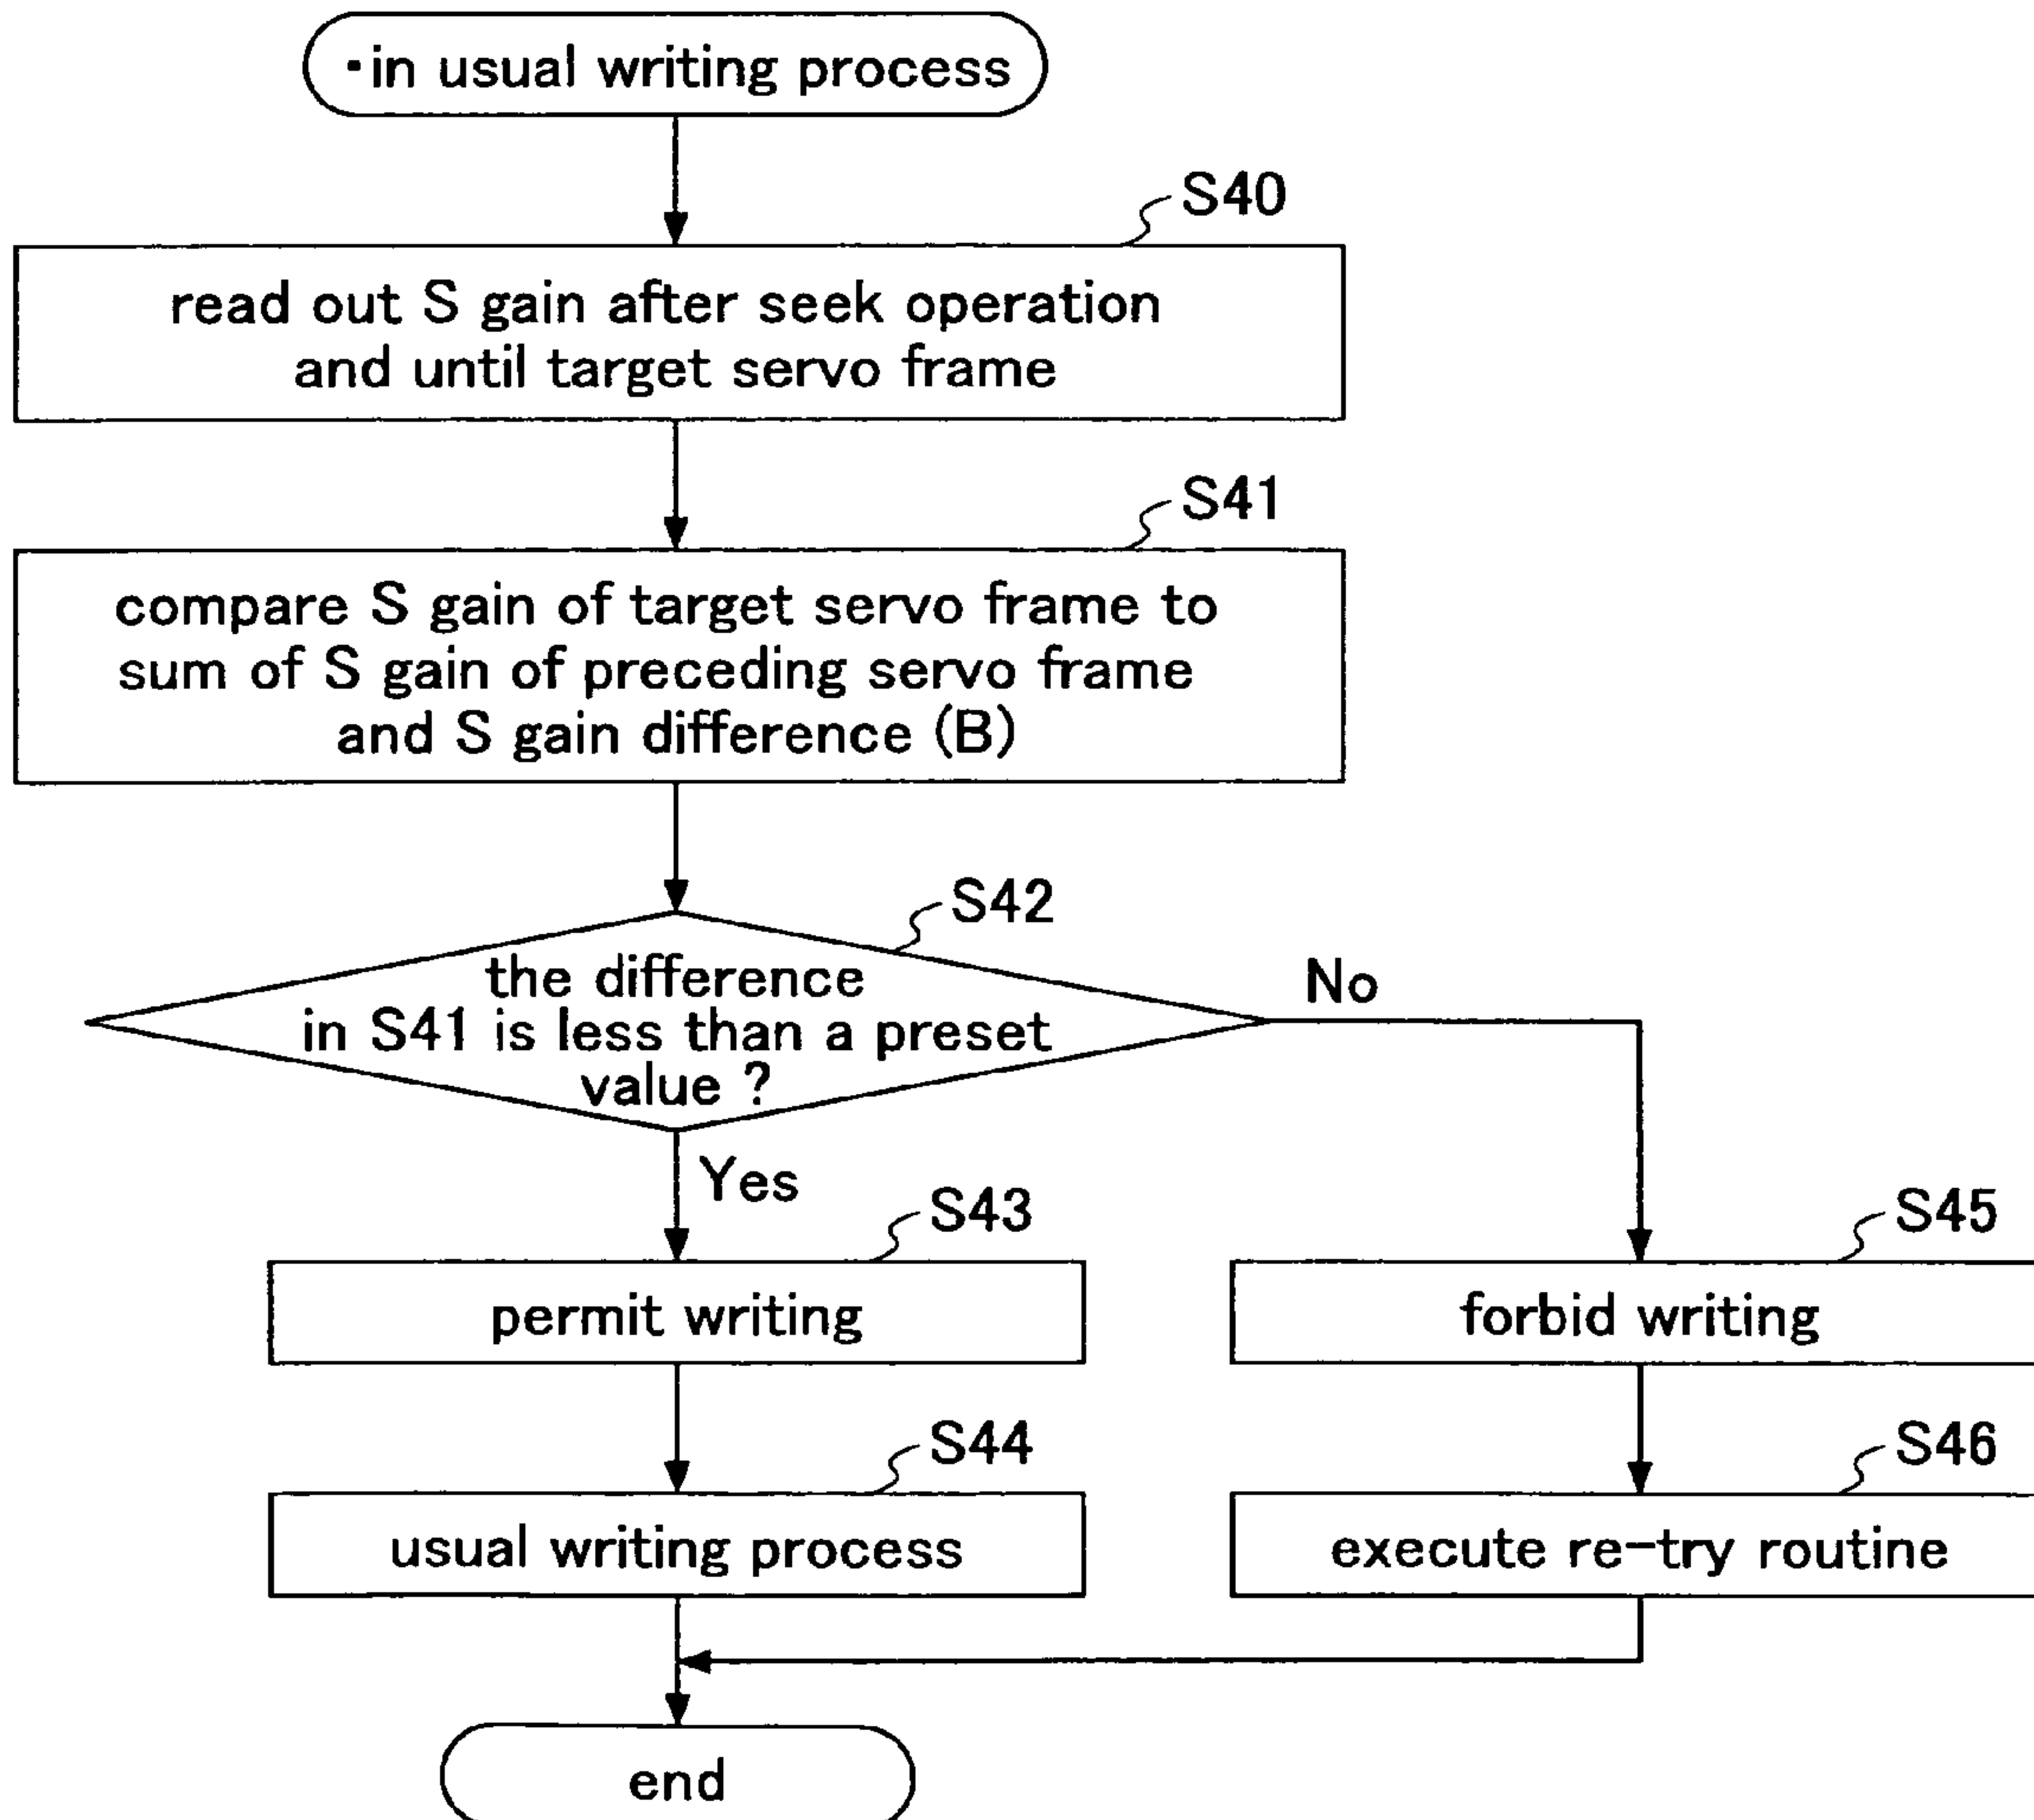 ·in usual writing process
S40
read out S gain after seek operation
and until target servo frame
S41
compare S gain of target servo frame to
sum of S gain of preceding servo frame
and S gain difference (B)
S42
the difference
in S41 is less than a preset
value ?
No
Yes
S43
permit writing
S45
forbid writing
S44
usual writing process
S46
execute re-try routine
end